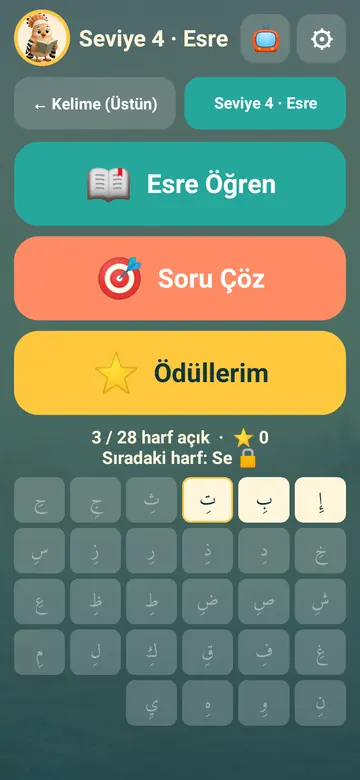 Seviye 4 · Esre
← Kelime (Üstün)
Seviye 4 · Esre
Esre Öğren
Soru Çöz
Ödüllerim
3 / 28 harf açık · ⭐ 0
Sıradaki harf: Se 🔒
إِ بِ تِ ثِ جِ حِ
خِ دِ ذِ رِ زِ سِ
شِ صِ ضِ طِ ظِ عِ
غِ فِ قِ كِ لِ مِ
نِ وِ هِ يِ